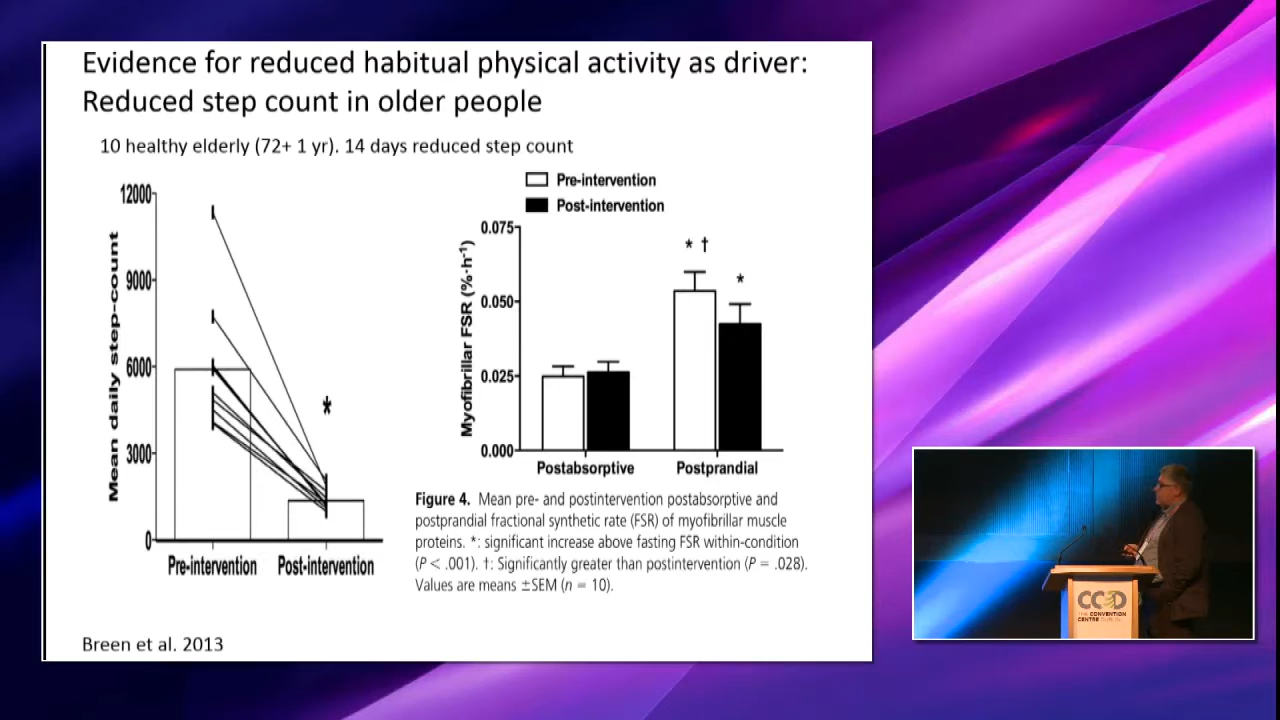 Evidence for reduced habitual physical activity as driver:
Reduced step count in older people
10 healthy elderly (72+ 1 yr). 14 days reduced step count
Mean daily step-count
12000
9000
6000
3000
0
*
Pre-intervention
Post-intervention
Pre-intervention
Post-intervention
Myofibrillar FSR (%·h⁻¹)
0.075
0.050
0.025
0.000
* †
*
Postabsorptive
Postprandial
Figure 4. Mean pre- and postintervention postabsorptive and
postprandial fractional synthetic rate (FSR) of myofibrillar muscle
proteins. *: significant increase above fasting FSR within-condition
(P < .001). †: Significantly greater than postintervention (P = .028).
Values are means ±SEM (n = 10).
Breen et al. 2013
CCD
THE CONVENTION
CENTRE DUBLIN